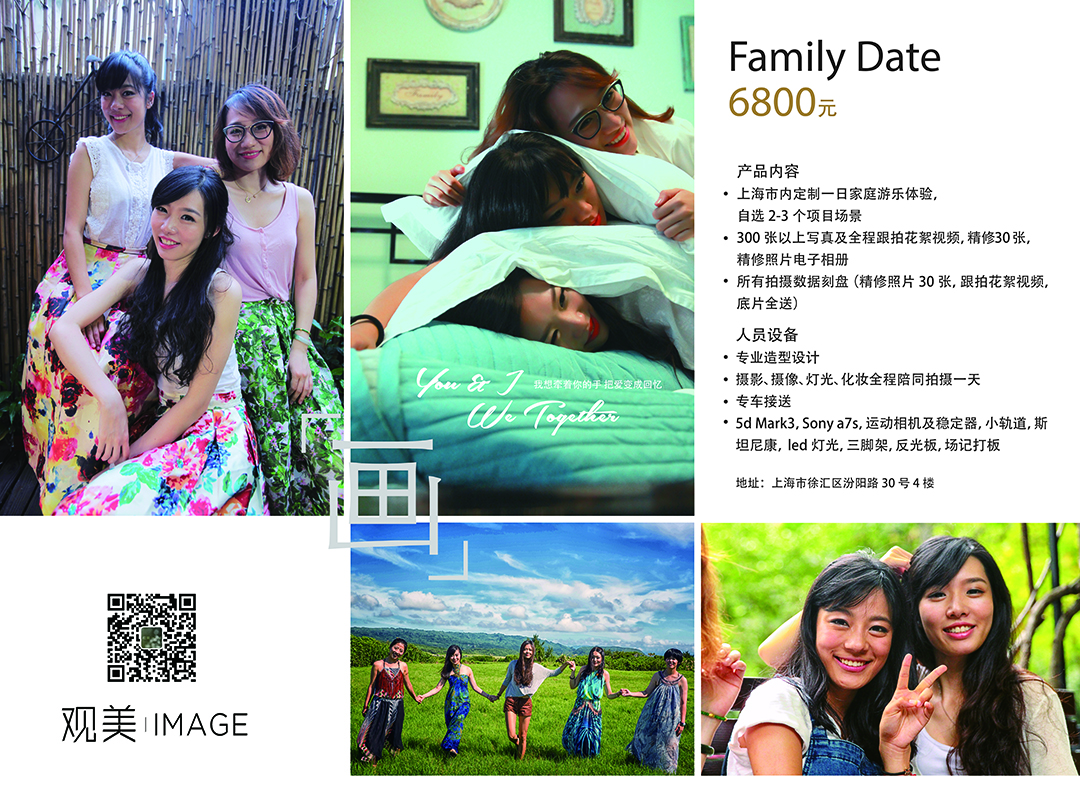 Family Date
6800元
产品内容
• 上海市内定制一日家庭游乐体验,
自选 2-3 个项目场景
• 300 张以上写真及全程跟拍花絮视频, 精修30张,
精修照片电子相册
• 所有拍摄数据刻盘 (精修照片 30 张, 跟拍花絮视频,
底片全送)
人员设备
• 专业造型设计
• 摄影、摄像、灯光、化妆全程陪同拍摄一天
• 专车接送
• 5d Mark3, Sony a7s, 运动相机及稳定器, 小轨道, 斯
坦尼康, led 灯光, 三脚架, 反光板, 场记打板
地址: 上海市徐汇区汾阳路 30 号 4 楼
You & I 我想牵着你的手 把爱变成回忆
We Together
「画」
观美 | IMAGE